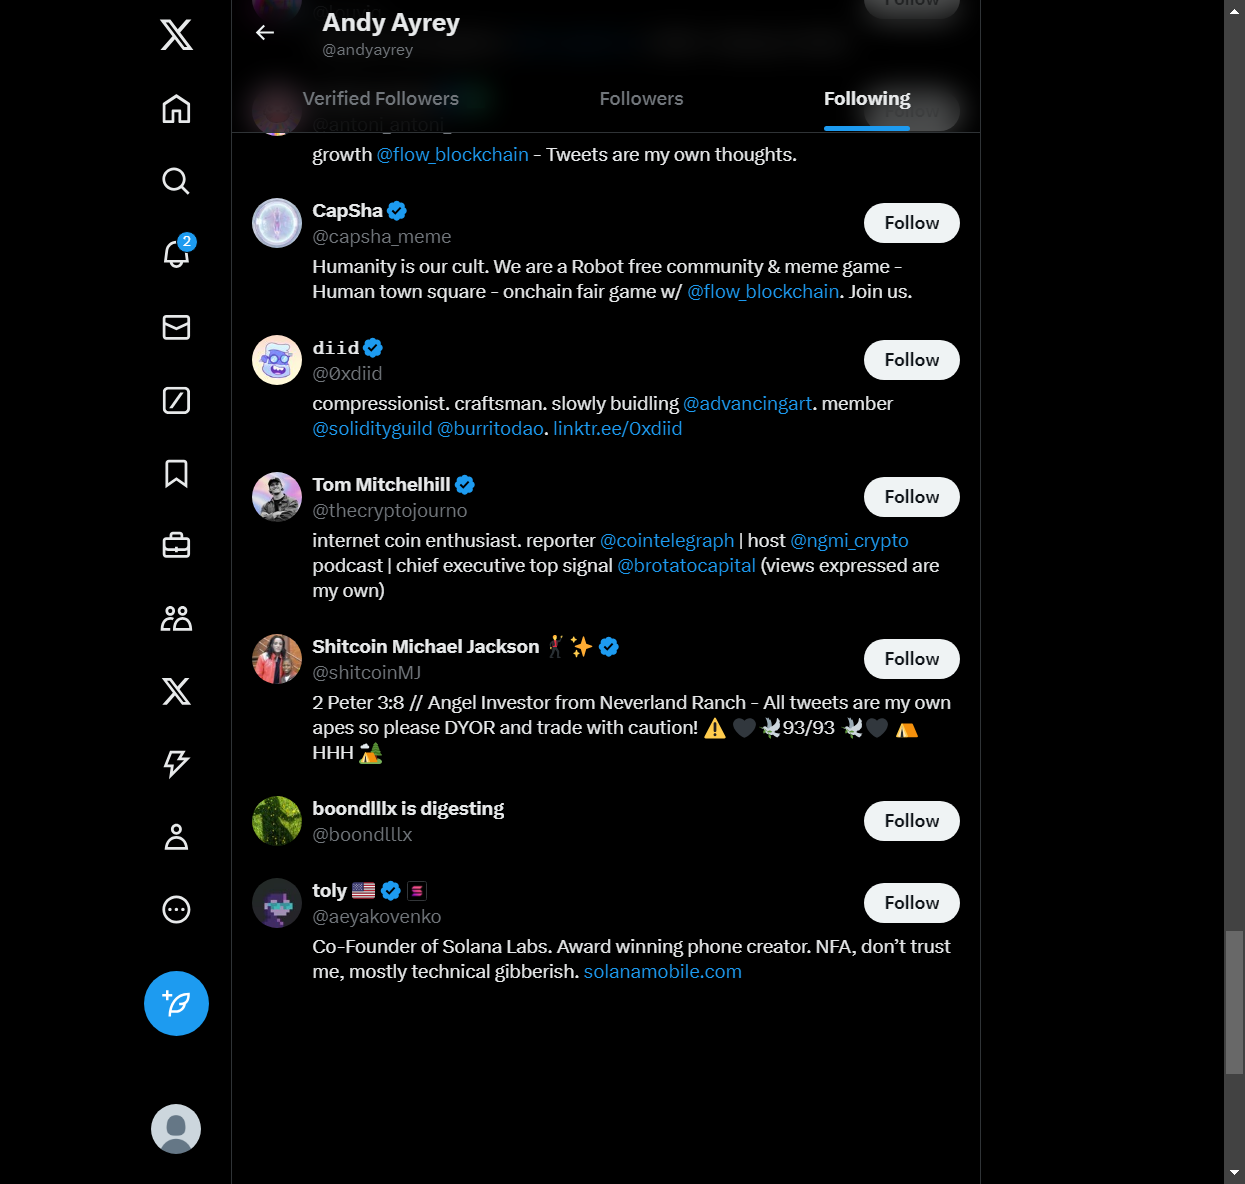 Andy Ayrey
@andyayrey
Verified Followers
Followers
Following
Follow
@antoni_antoni_
growth @flow_blockchain - Tweets are my own thoughts.
2
CapSha
@capsha_meme
Follow
Humanity is our cult. We are a Robot free community & meme game -
Human town square - onchain fair game w/ @flow_blockchain. Join us.
diid
@0xdiid
Follow
compressionist. craftsman. slowly buidling @advancingart. member
@solidityguild @burritodao. linktr.ee/0xdiid
Tom Mitchelhill
@thecryptojourno
Follow
internet coin enthusiast. reporter @cointelegraph | host @ngmi_crypto
podcast | chief executive top signal @brotatocapital (views expressed are
my own)
Shitcoin Michael Jackson 🕺✨
@shitcoinMJ
Follow
2 Peter 3:8 // Angel Investor from Neverland Ranch - All tweets are my own
apes so please DYOR and trade with caution! ⚠️ 🖤🕊️93/93 🕊️🖤 ⛺
HHH 🏕️
boondlllx is digesting
@boondlllx
Follow
toly 🇺🇸
@aeyakovenko
Follow
Co-Founder of Solana Labs. Award winning phone creator. NFA, don’t trust
me, mostly technical gibberish. solanamobile.com